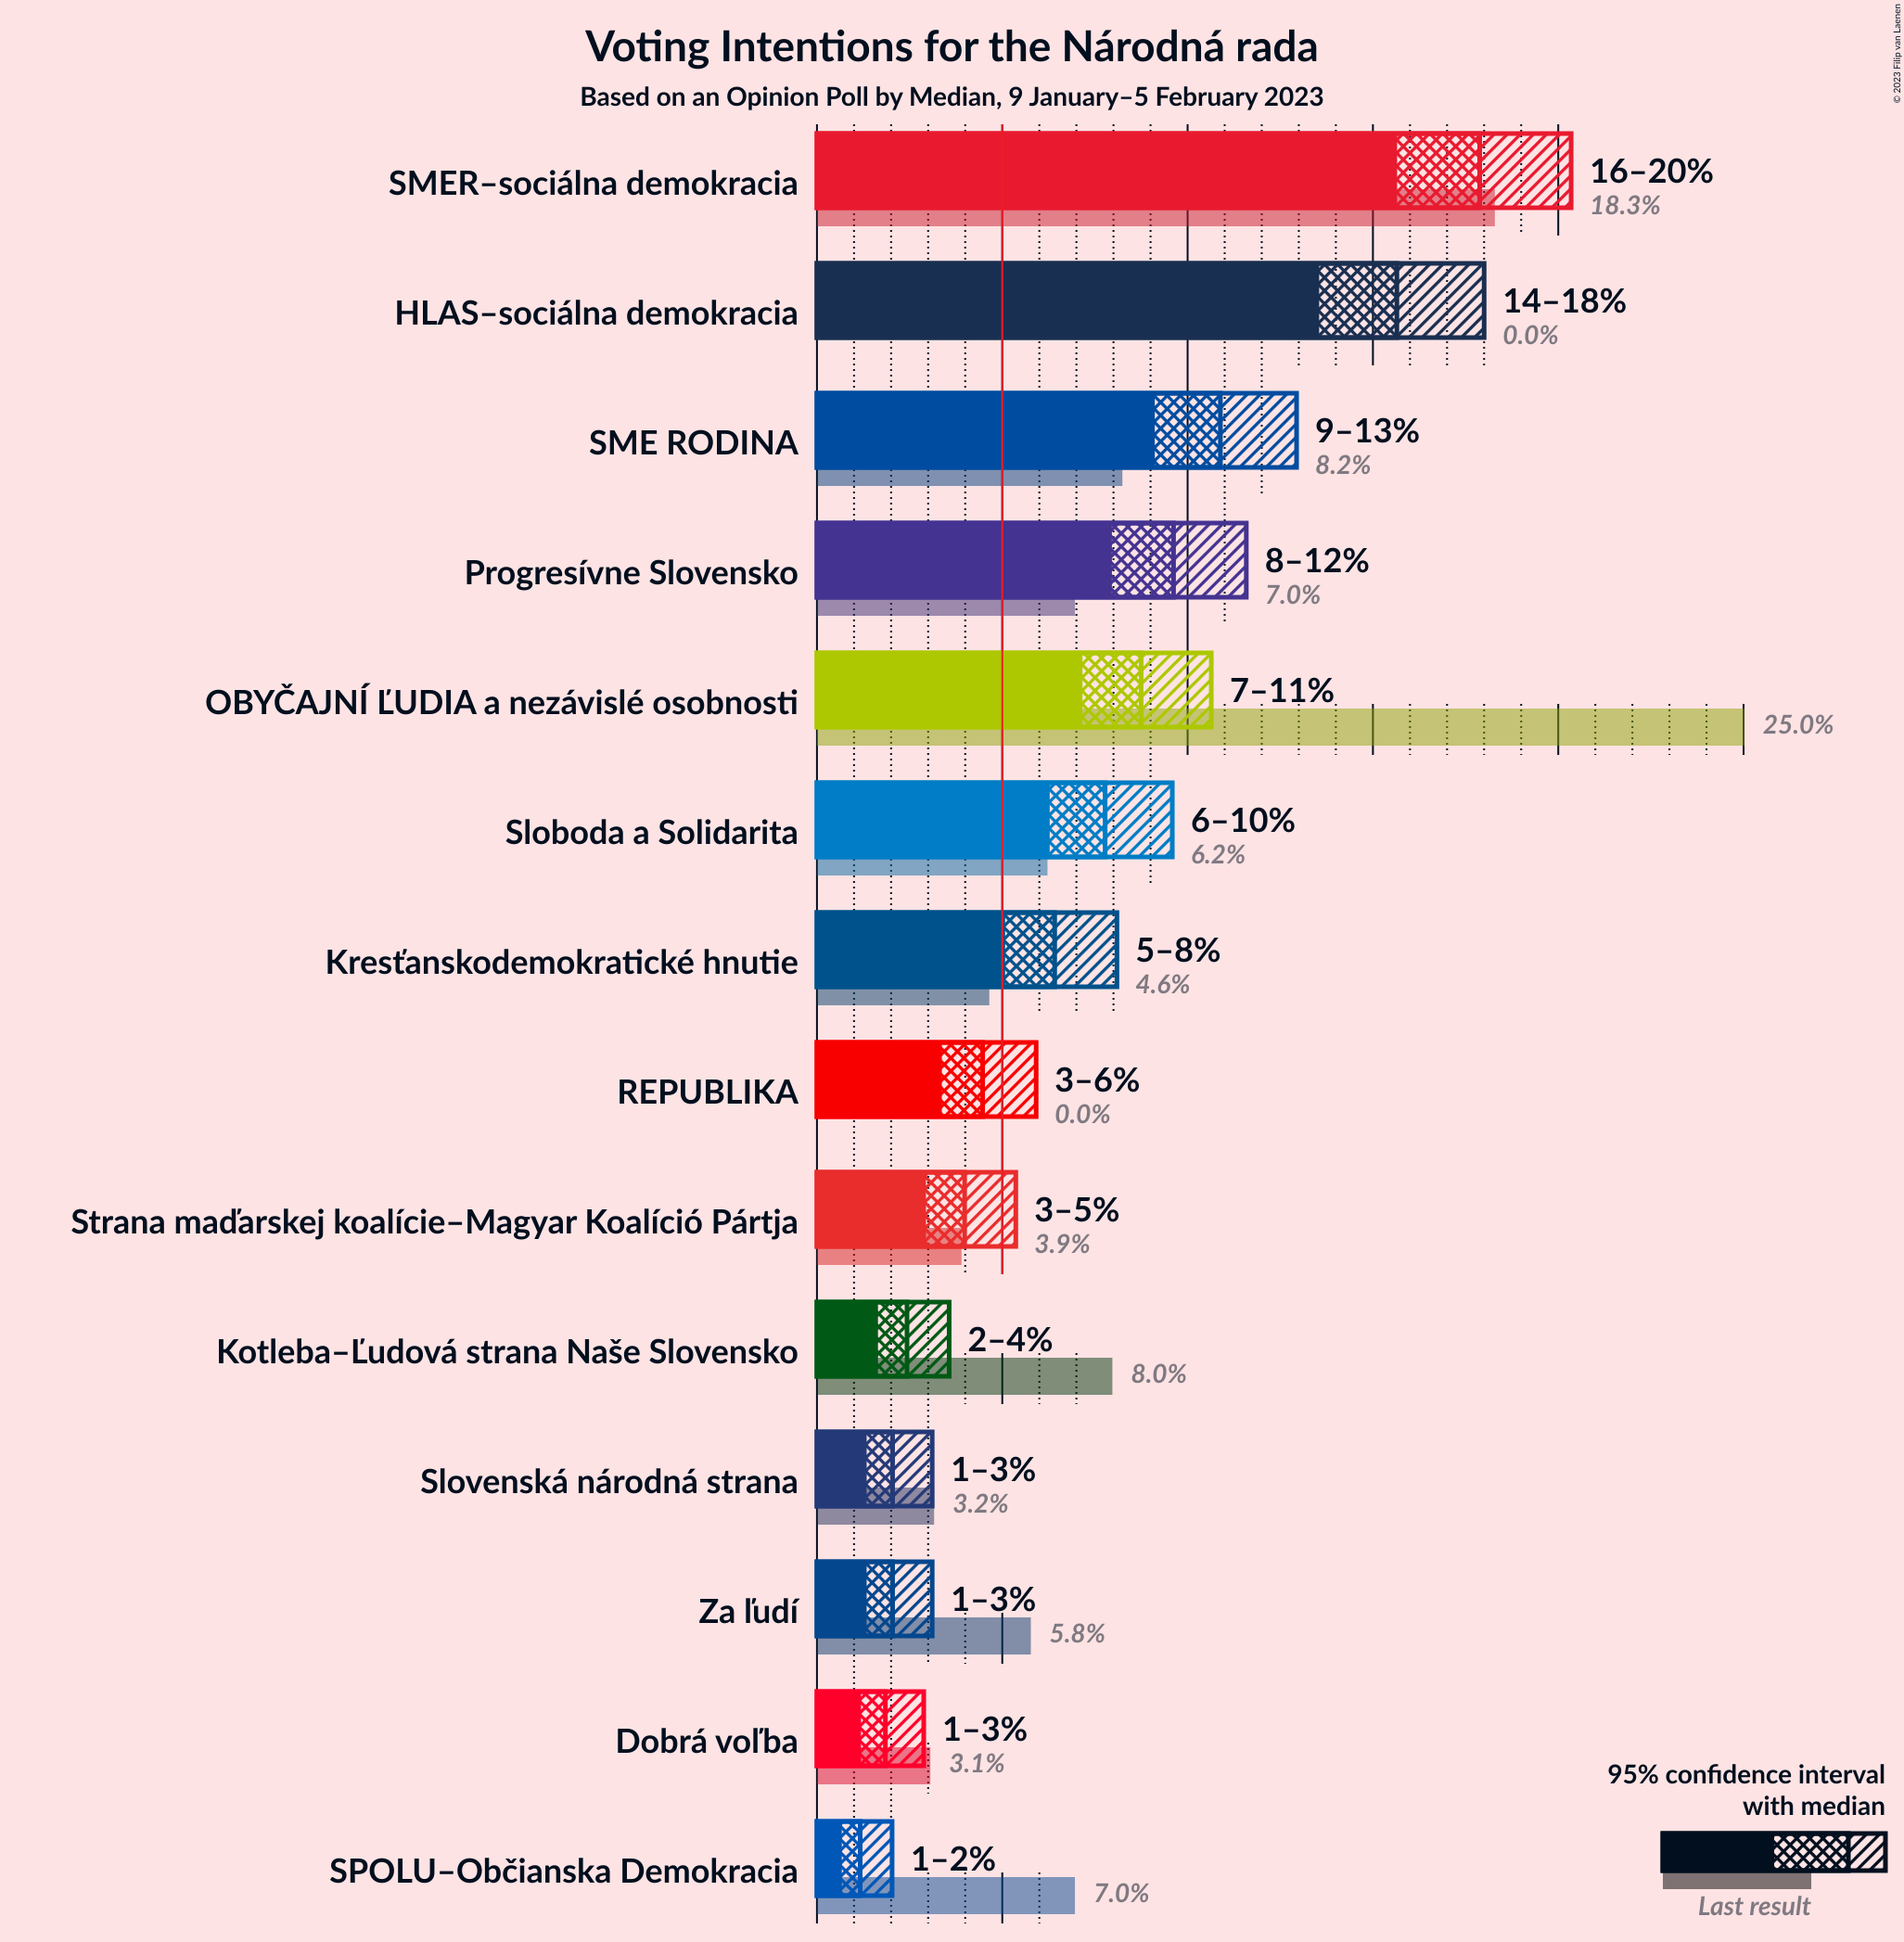 Voting Intentions for the Národná rada
Based on an Opinion Poll by Median, 9 January–5 February 2023
© 2023 Filip van Laenen
SMER–sociálna demokracia
16–20%
18.3%
HLAS–sociálna demokracia
14–18%
0.0%
SME RODINA
9–13%
8.2%
Progresívne Slovensko
8–12%
7.0%
OBYČAJNÍ ĽUDIA a nezávislé osobnosti
7–11%
25.0%
Sloboda a Solidarita
6–10%
6.2%
Kresťanskodemokratické hnutie
5–8%
4.6%
REPUBLIKA
3–6%
0.0%
Strana maďarskej koalície–Magyar Koalíció Pártja
3–5%
3.9%
Kotleba–Ľudová strana Naše Slovensko
2–4%
8.0%
Slovenská národná strana
1–3%
3.2%
Za ľudí
1–3%
5.8%
Dobrá voľba
1–3%
3.1%
SPOLU–Občianska Demokracia
1–2%
7.0%
95% confidence interval
with median
Last result